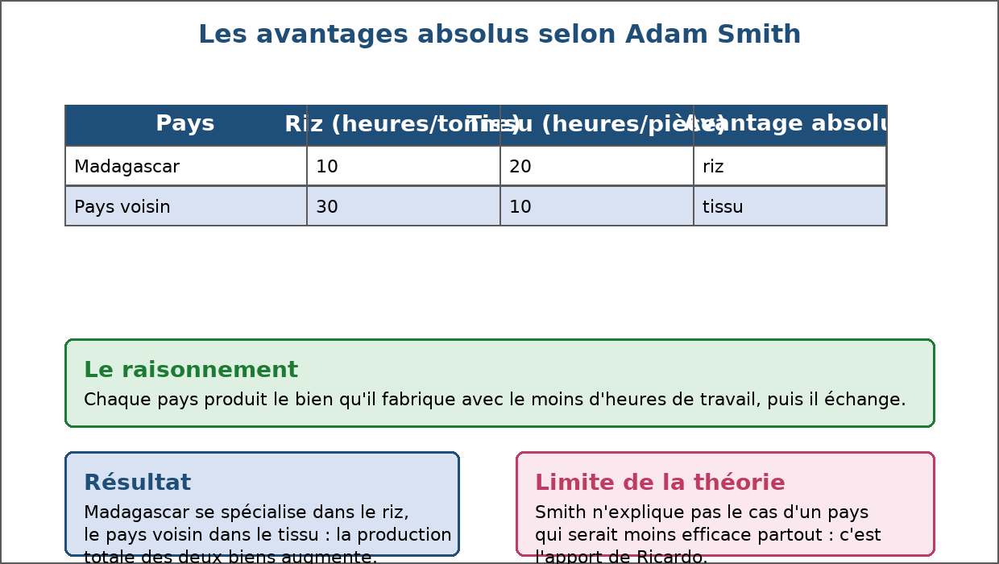 Les avantages absolus selon Adam Smith
Pays Riz (heures/tonne) Tissu (heures/pièce) Avantage absolu
Madagascar 10 20 riz
Pays voisin 30 10 tissu
Le raisonnement
Chaque pays produit le bien qu'il fabrique avec le moins d'heures de travail, puis il échange.
Résultat
Madagascar se spécialise dans le riz,
le pays voisin dans le tissu : la production
totale des deux biens augmente.
Limite de la théorie
Smith n'explique pas le cas d'un pays
qui serait moins efficace partout : c'est
l'apport de Ricardo.